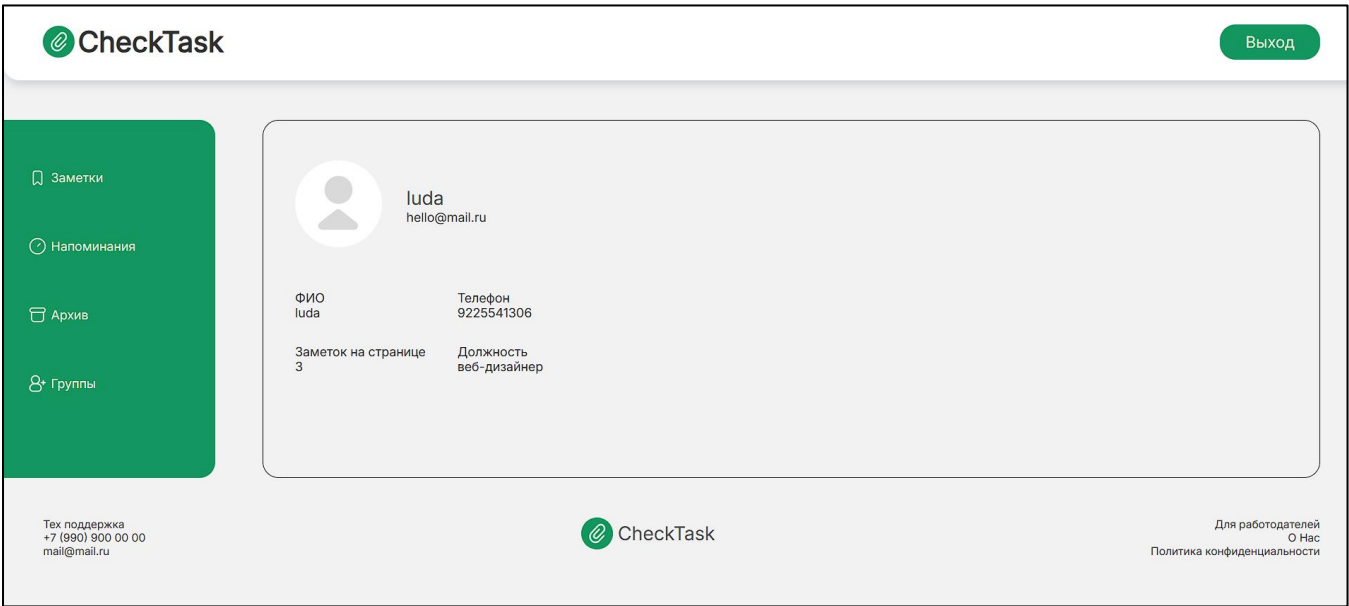 CheckTask
Выход
Заметки
Напоминания
Архив
Группы
luda
hello@mail.ru
ФИО
luda
Телефон
9225541306
Заметок на странице
3
Должность
веб-дизайнер
Тех поддержка
+7 (990) 900 00 00
mail@mail.ru
CheckTask
Для работодателей
О Нас
Политика конфиденциальности